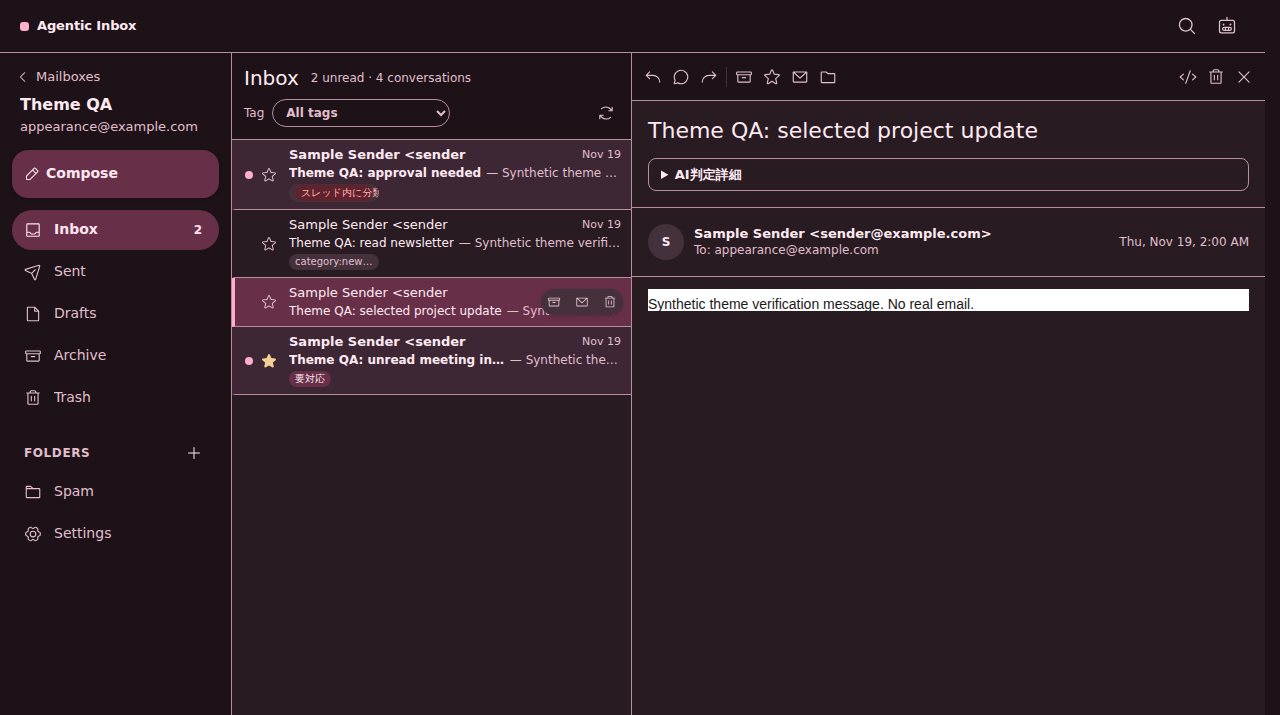 Agentic Inbox
Mailboxes
Theme QA
appearance@example.com
Compose
Inbox 2
Sent
Drafts
Archive
Trash
FOLDERS
Spam
Settings
Inbox 2 unread · 4 conversations
Tag All tags
Sample Sender <sender Nov 19
Theme QA: approval needed — Synthetic theme …
スレッド内に分
Sample Sender <sender Nov 19
Theme QA: read newsletter — Synthetic theme verifi…
category:new…
Sample Sender <sender
Theme QA: selected project update — Syn
Sample Sender <sender Nov 19
Theme QA: unread meeting in… — Synthetic the…
要対応
Theme QA: selected project update
AI判定詳細
S
Sample Sender <sender@example.com>
To: appearance@example.com
Thu, Nov 19, 2:00 AM
Synthetic theme verification message. No real email.